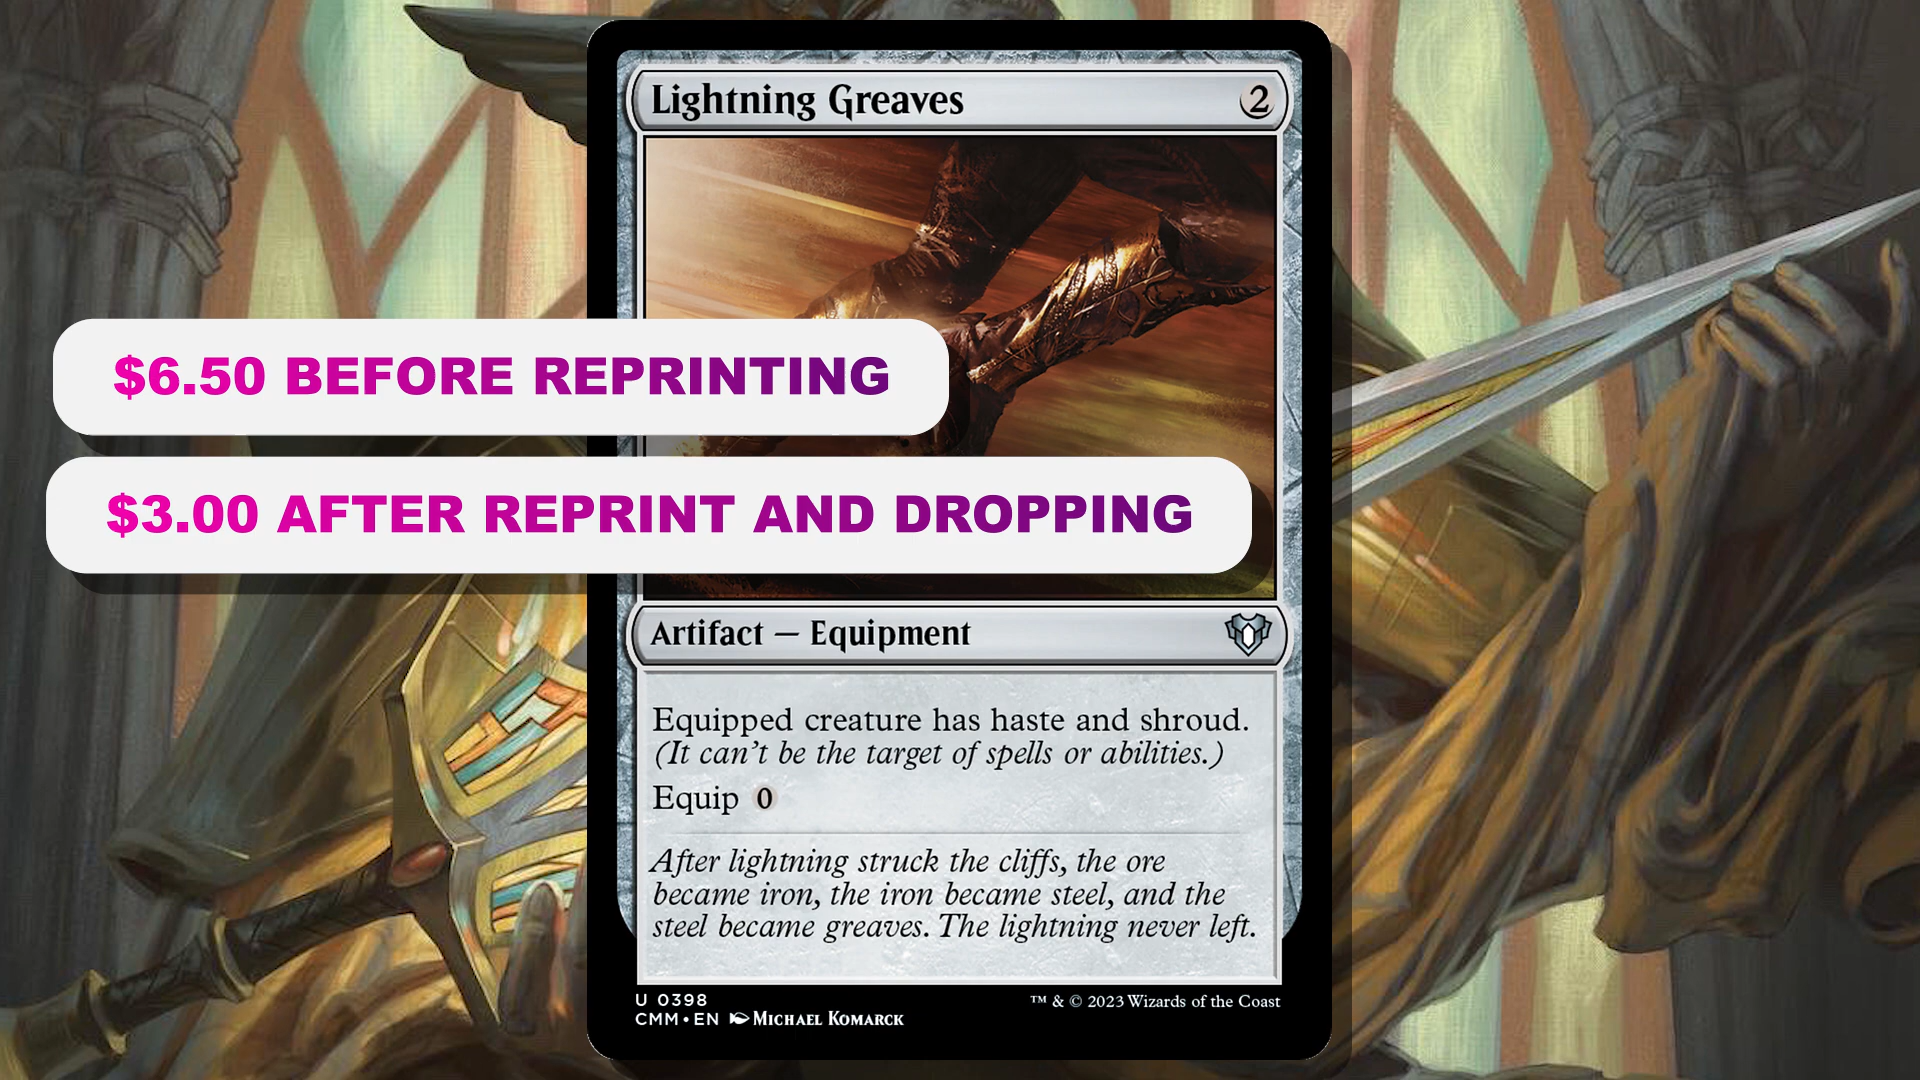 Lightning Greaves 2
$6.50 BEFORE REPRINTING
$3.00 AFTER REPRINT AND DROPPING
Artifact — Equipment
Equipped creature has haste and shroud.
(It can't be the target of spells or abilities.)
Equip 0
After lightning struck the cliffs, the ore
became iron, the iron became steel, and the
steel became greaves. The lightning never left.
U 0398
CMM • EN MICHAEL KOMARCK
™ & © 2023 Wizards of the Coast